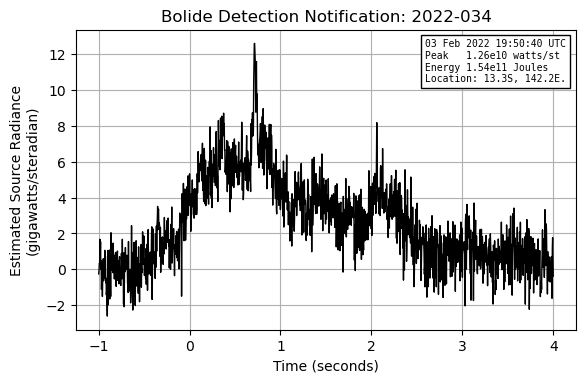 Bolide Detection Notification: 2022-034
03 Feb 2022 19:50:40 UTC
Peak   1.26e10 watts/st
Energy 1.54e11 Joules
Location: 13.3S, 142.2E.
Estimated Source Radiance
(gigawatts/steradian)
12
10
8
6
4
2
0
−2
−1
0
1
2
3
4
Time (seconds)